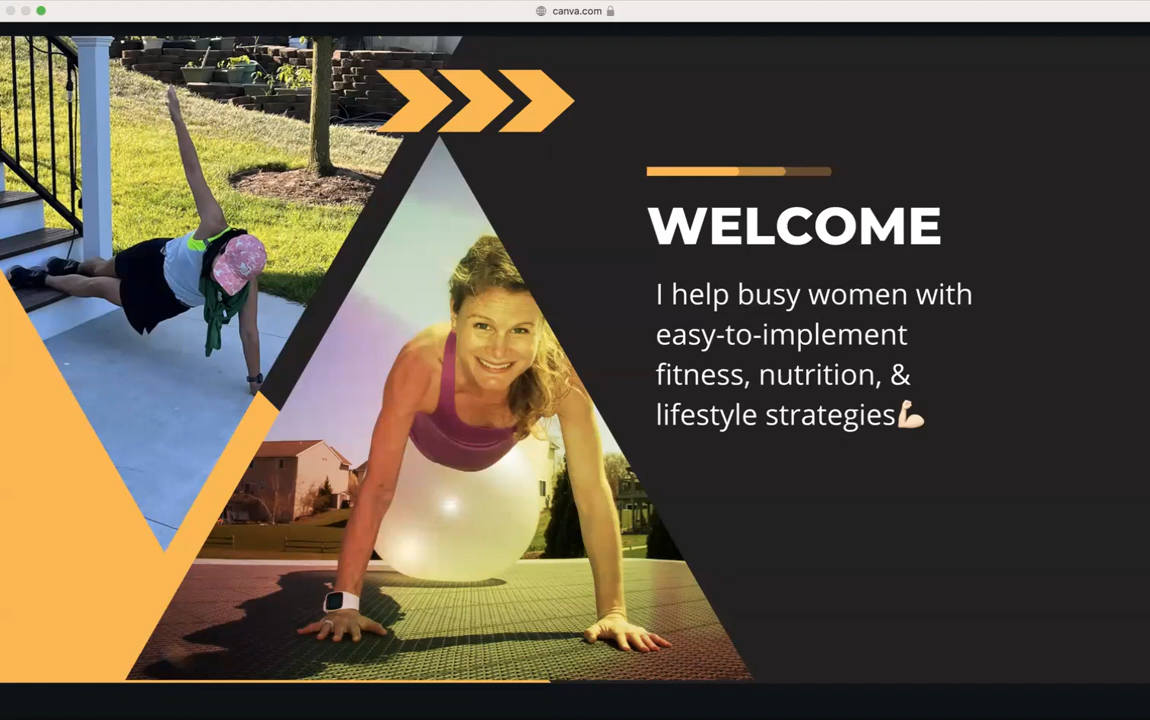 canva.com
WELCOME
I help busy women with
easy-to-implement
fitness, nutrition, &
lifestyle strategies💪🏻